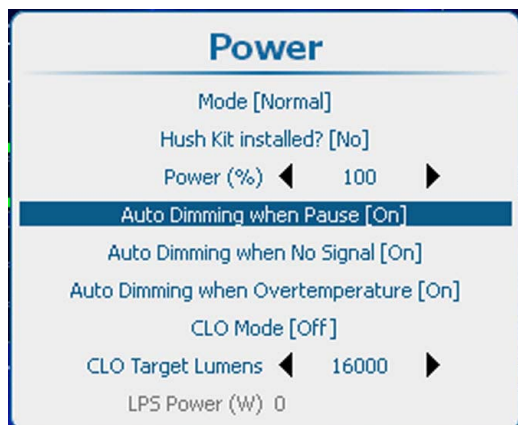 Power
Mode [Normal]
Hush Kit installed? [No]
Power (%) 100
Auto Dimming when Pause [On]
Auto Dimming when No Signal [On]
Auto Dimming when Overtemperature [On]
CLO Mode [Off]
CLO Target Lumens 16000
LPS Power (W) 0